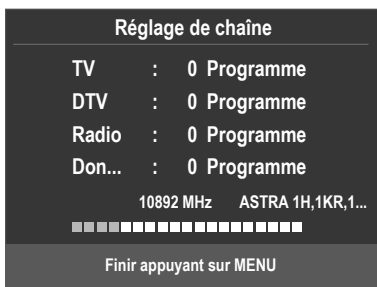 Réglage de chaîne
TV : 0 Programme
DTV : 0 Programme
Radio : 0 Programme
Don... : 0 Programme
10892 MHz ASTRA 1H,1KR,1...
Finir appuyant sur MENU